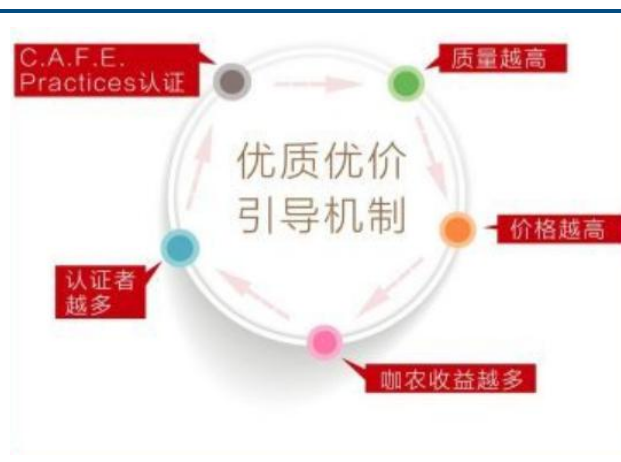 C.A.F.E.
Practices认证
质量越高
优质优价
引导机制
价格越高
认证者
越多
咖农收益越多